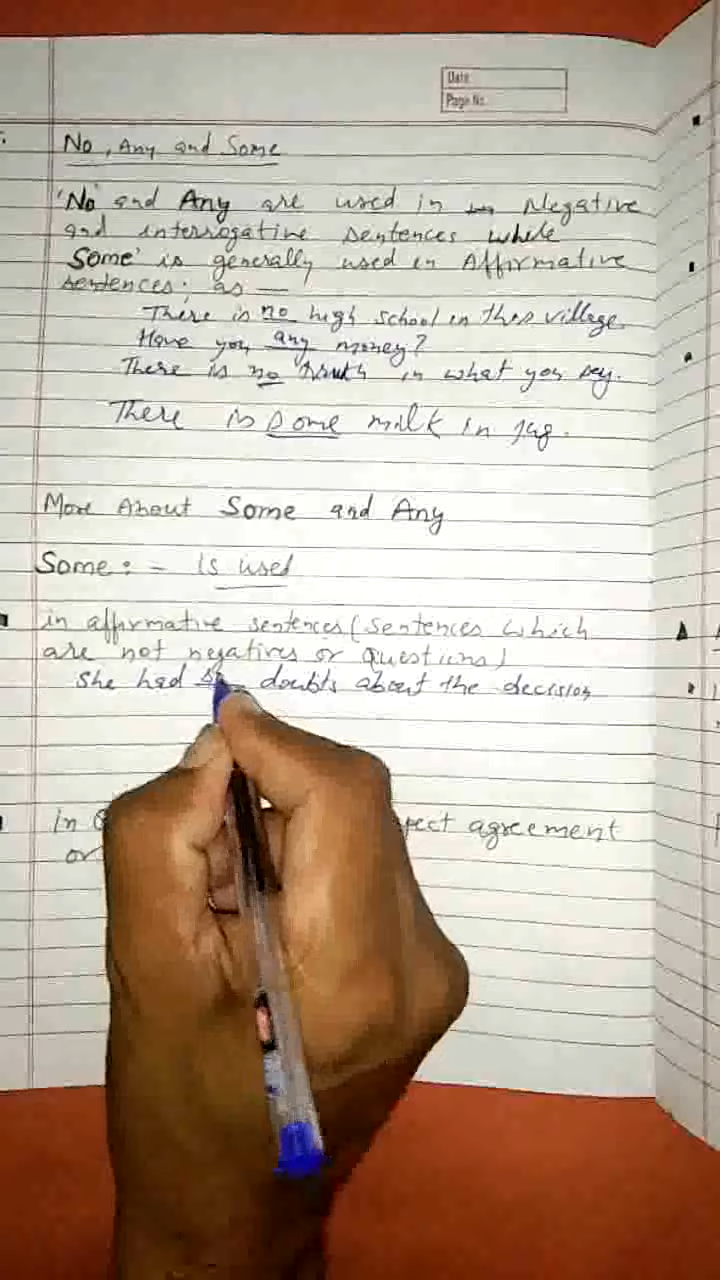 Date
Page No.
No, Any and Some
'No' and Any are used in Negative
and interrogative sentences while
'Some' is generally used in Affirmative
sentences; as —
There is no high school in this village.
Have you any money?
There is no truth in what you say.
There is some milk in jug.
More About Some and Any
Some: - is used
in affirmative sentences (sentences which
are not negatives or questions)
she had doubts about the decision
in agreement
or